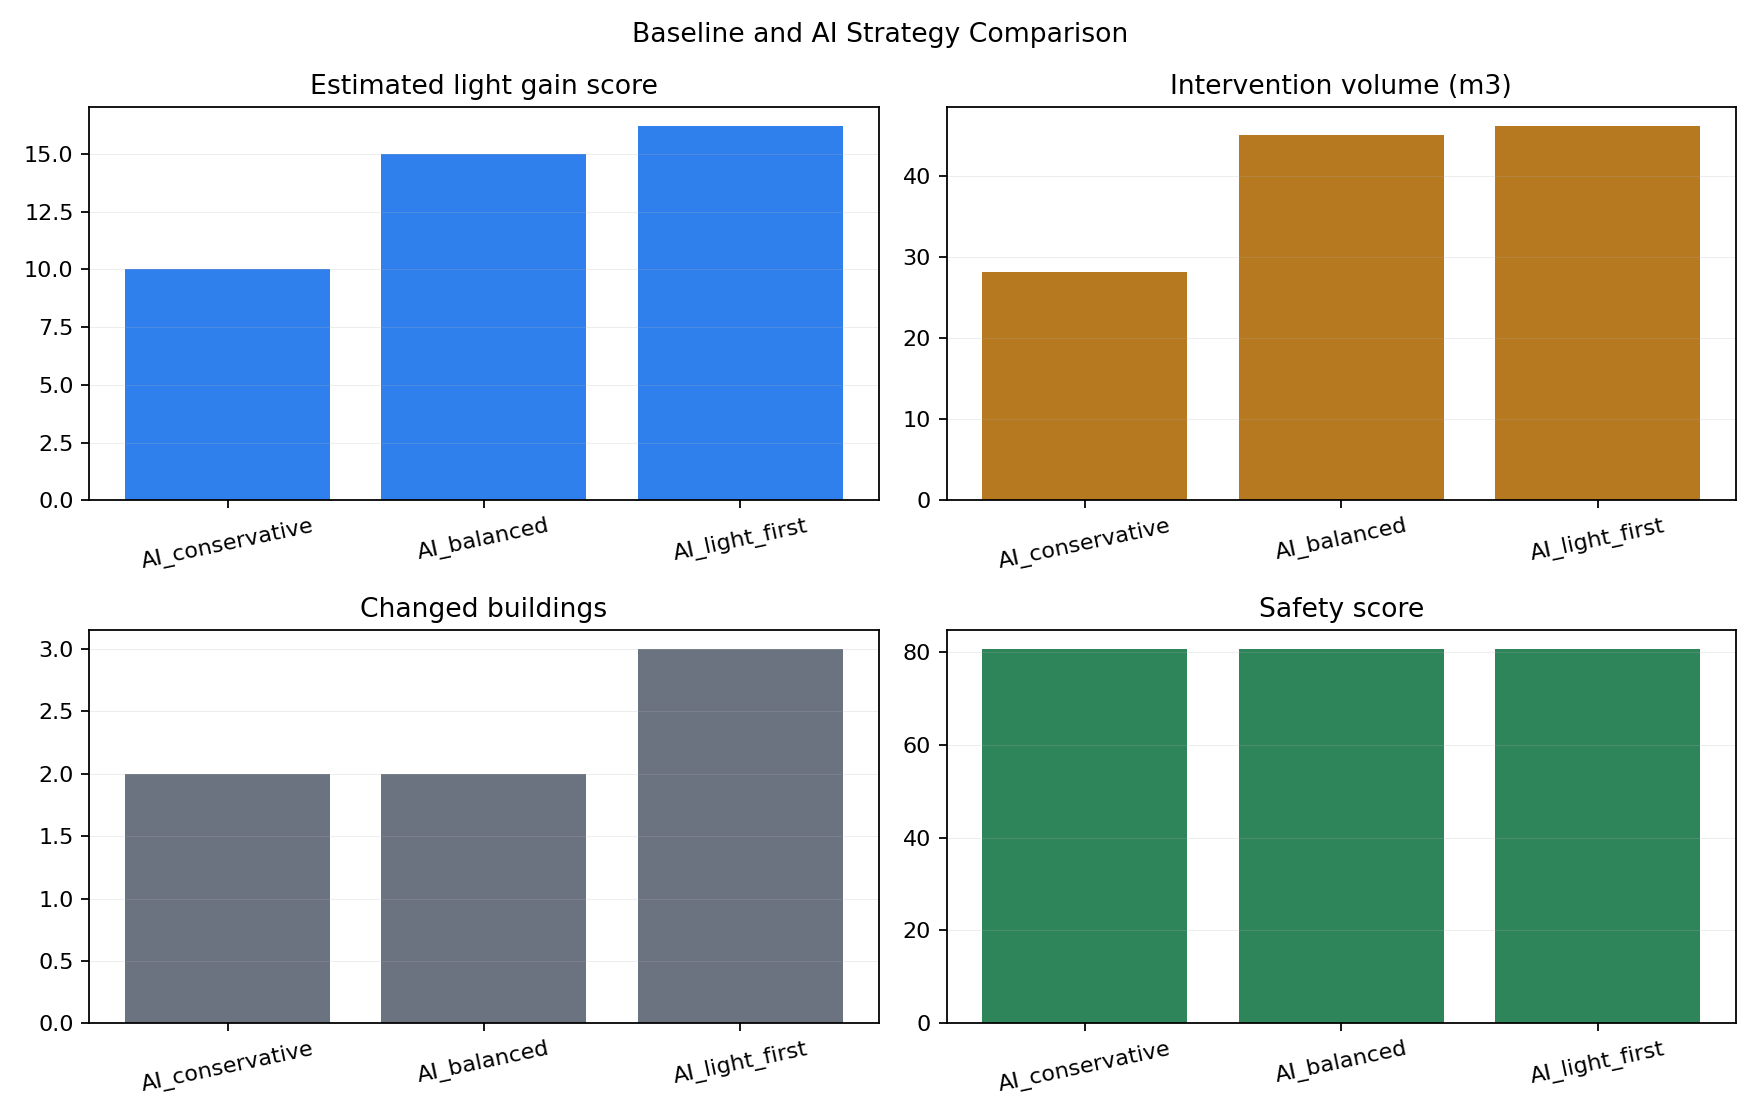 Baseline and AI Strategy Comparison
Estimated light gain score
15.0
12.5
10.0
7.5
5.0
2.5
0.0
AI_conservative
AI_balanced
AI_light_first
Intervention volume (m3)
40
30
20
10
0
AI_conservative
AI_balanced
AI_light_first
Changed buildings
3.0
2.5
2.0
1.5
1.0
0.5
0.0
AI_conservative
AI_balanced
AI_light_first
Safety score
80
60
40
20
0
AI_conservative
AI_balanced
AI_light_first